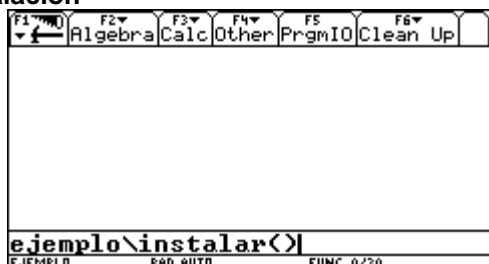 alación
F1 F2 F3 F4 F5 F6
Algebra Calc Other PrgmIO Clean Up
ejemplo\instalar()
EJEMPLO RAD AUTO FUNC 0/30